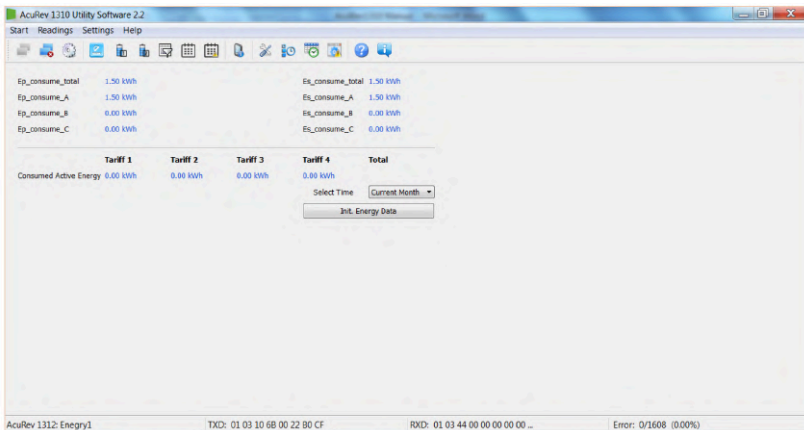 AcuRev 1310 Utility Software 2.2
Start Readings Settings Help
Ep_consume_total 1.50 kWh Es_consume_total 1.50 kWh
Ep_consume_A 1.50 kWh Es_consume_A 1.50 kWh
Ep_consume_B 0.00 kWh Es_consume_B 0.00 kWh
Ep_consume_C 0.00 kWh Es_consume_C 0.00 kWh
Tariff 1 Tariff 2 Tariff 3 Tariff 4 Total
Consumed Active Energy 0.00 kWh 0.00 kWh 0.00 kWh 0.00 kWh
Select Time Current Month
Init. Energy Data
AcuRev 1312: Enegry1 TXD: 01 03 10 6B 00 22 B0 CF RXD: 01 03 44 00 00 00 00 00 ... Error: 0/1608 (0.00%)